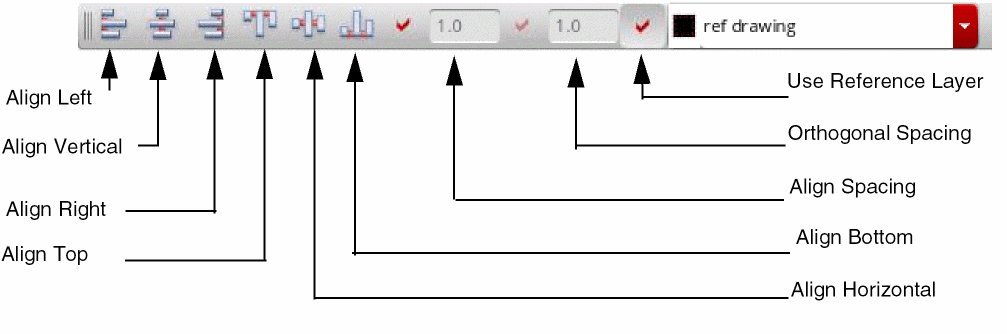 1.0 1.0 ref drawing
Align Left
Align Vertical
Align Right
Align Top
Use Reference Layer
Orthogonal Spacing
Align Spacing
Align Bottom
Align Horizontal